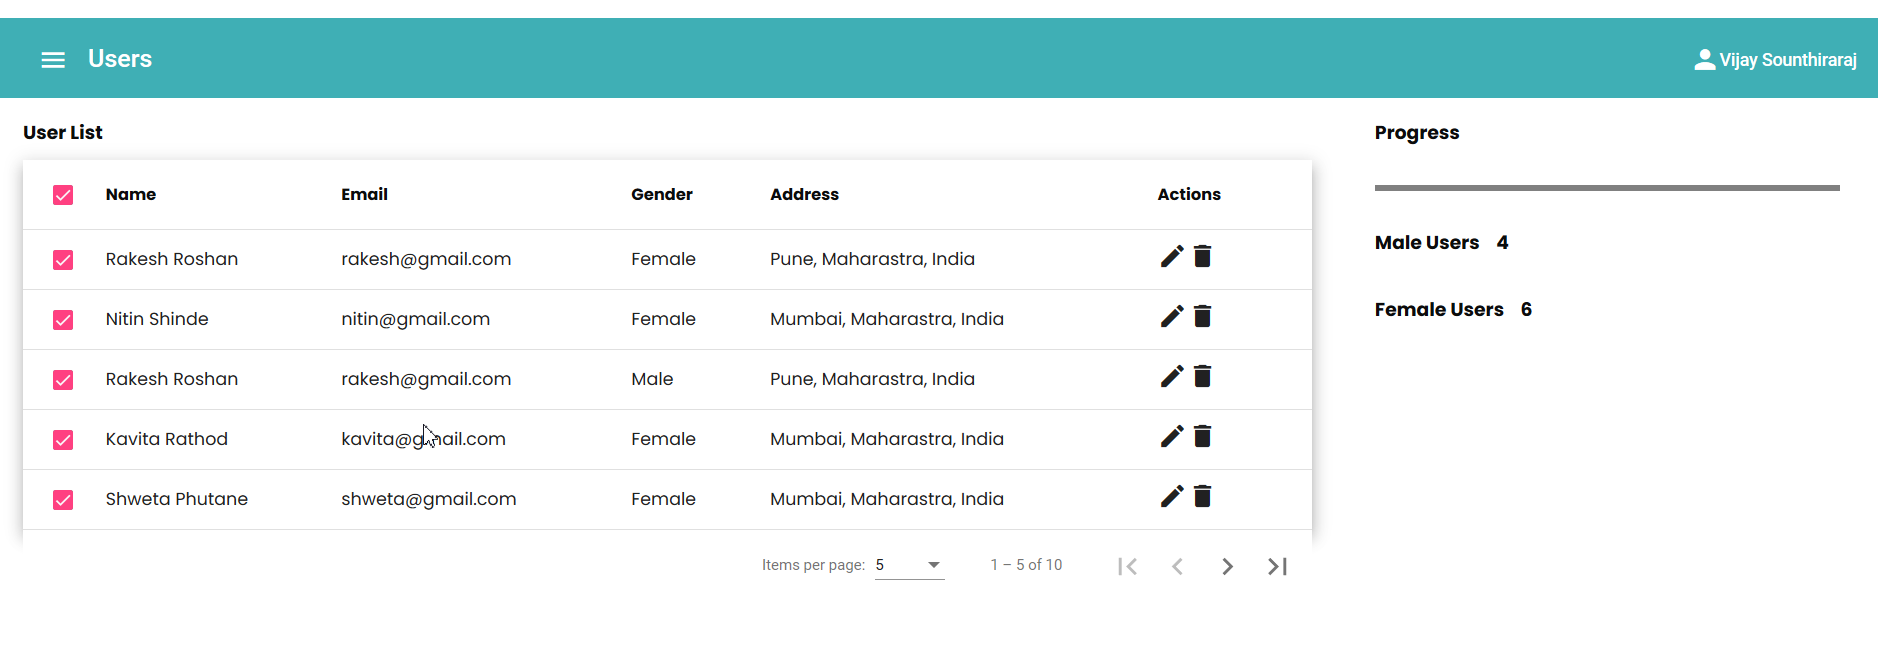 Users
Vijay Sounthiraraj
User List
Name Email Gender Address Actions
Rakesh Roshan rakesh@gmail.com Female Pune, Maharastra, India
Nitin Shinde nitin@gmail.com Female Mumbai, Maharastra, India
Rakesh Roshan rakesh@gmail.com Male Pune, Maharastra, India
Kavita Rathod kavita@gmail.com Female Mumbai, Maharastra, India
Shweta Phutane shweta@gmail.com Female Mumbai, Maharastra, India
Items per page: 5 1 – 5 of 10
Progress
Male Users 4
Female Users 6